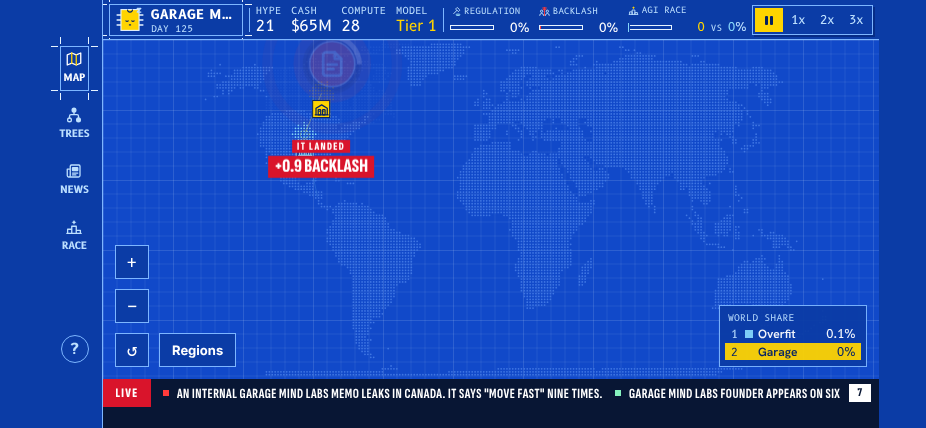 GARAGE M...
DAY 125
HYPE
21
CASH
$65M
COMPUTE
28
MODEL
Tier 1
REGULATION
0%
BACKLASH
0%
AGI RACE
0 VS 0%
1x
2x
3x
MAP
TREES
NEWS
RACE
?
IT LANDED
+0.9 BACKLASH
+
−
↺
Regions
WORLD SHARE
1 Overfit 0.1%
2 Garage 0%
LIVE
AN INTERNAL GARAGE MIND LABS MEMO LEAKS IN CANADA. IT SAYS "MOVE FAST" NINE TIMES.
GARAGE MIND LABS FOUNDER APPEARS ON SIX
7